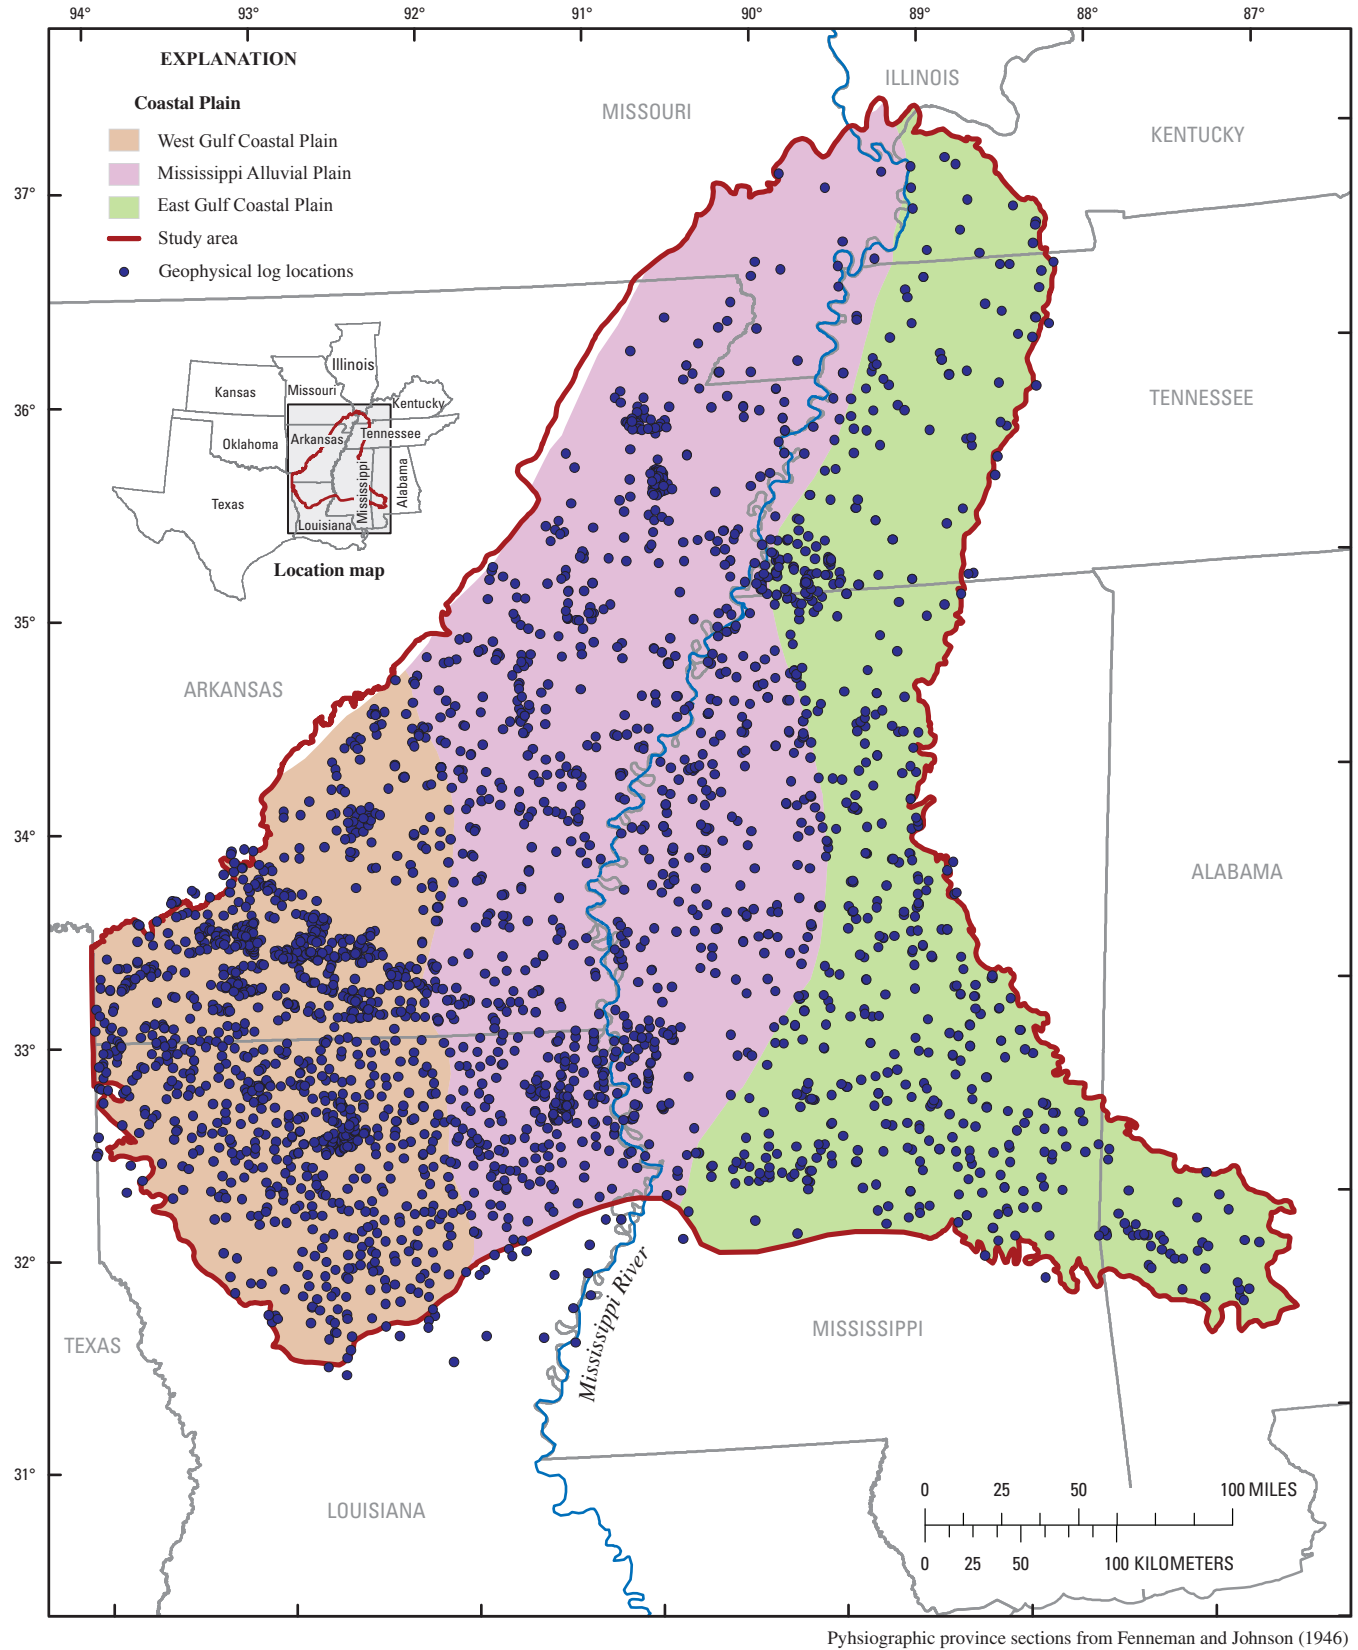 94°
93°
92°
91°
90°
89°
88°
87°
EXPLANATION
Coastal Plain
West Gulf Coastal Plain
Mississippi Alluvial Plain
East Gulf Coastal Plain
Study area
Geophysical log locations
MISSOURI
ILLINOIS
KENTUCKY
37°
Illinois
Kansas
Missouri
Kentucky
Oklahoma
Arkansas
Tennessee
Texas
Mississippi
Alabama
Louisiana
Location map
36°
TENNESSEE
35°
ARKANSAS
34°
ALABAMA
33°
32°
Mississippi River
TEXAS
MISSISSIPPI
31°
LOUISIANA
0 25 50 100 MILES
0 25 50 100 KILOMETERS
Pyhsiographic province sections from Fenneman and Johnson (1946)